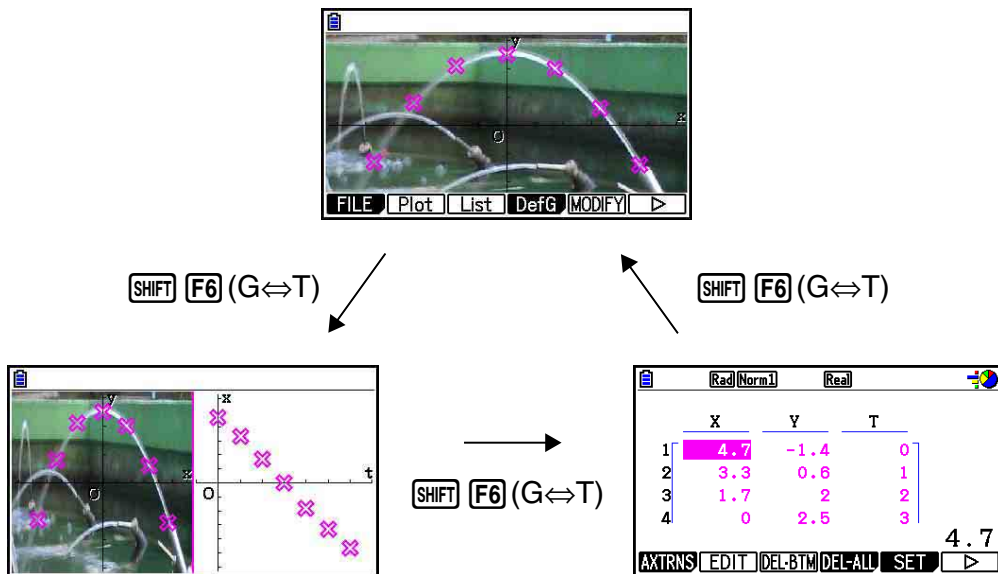 y
x
O
FILE Plot List DefG MODIFY ▷
SHIFT F6 (G⇔T)
SHIFT F6 (G⇔T)
y
x
O
x
t
O
SHIFT F6 (G⇔T)
Rad Norm1 Real
X Y T
1 4.7 -1.4 0
2 3.3 0.6 1
3 1.7 2 2
4 0 2.5 3
4.7
AXTRNS EDIT DEL-BTM DEL-ALL SET ▷